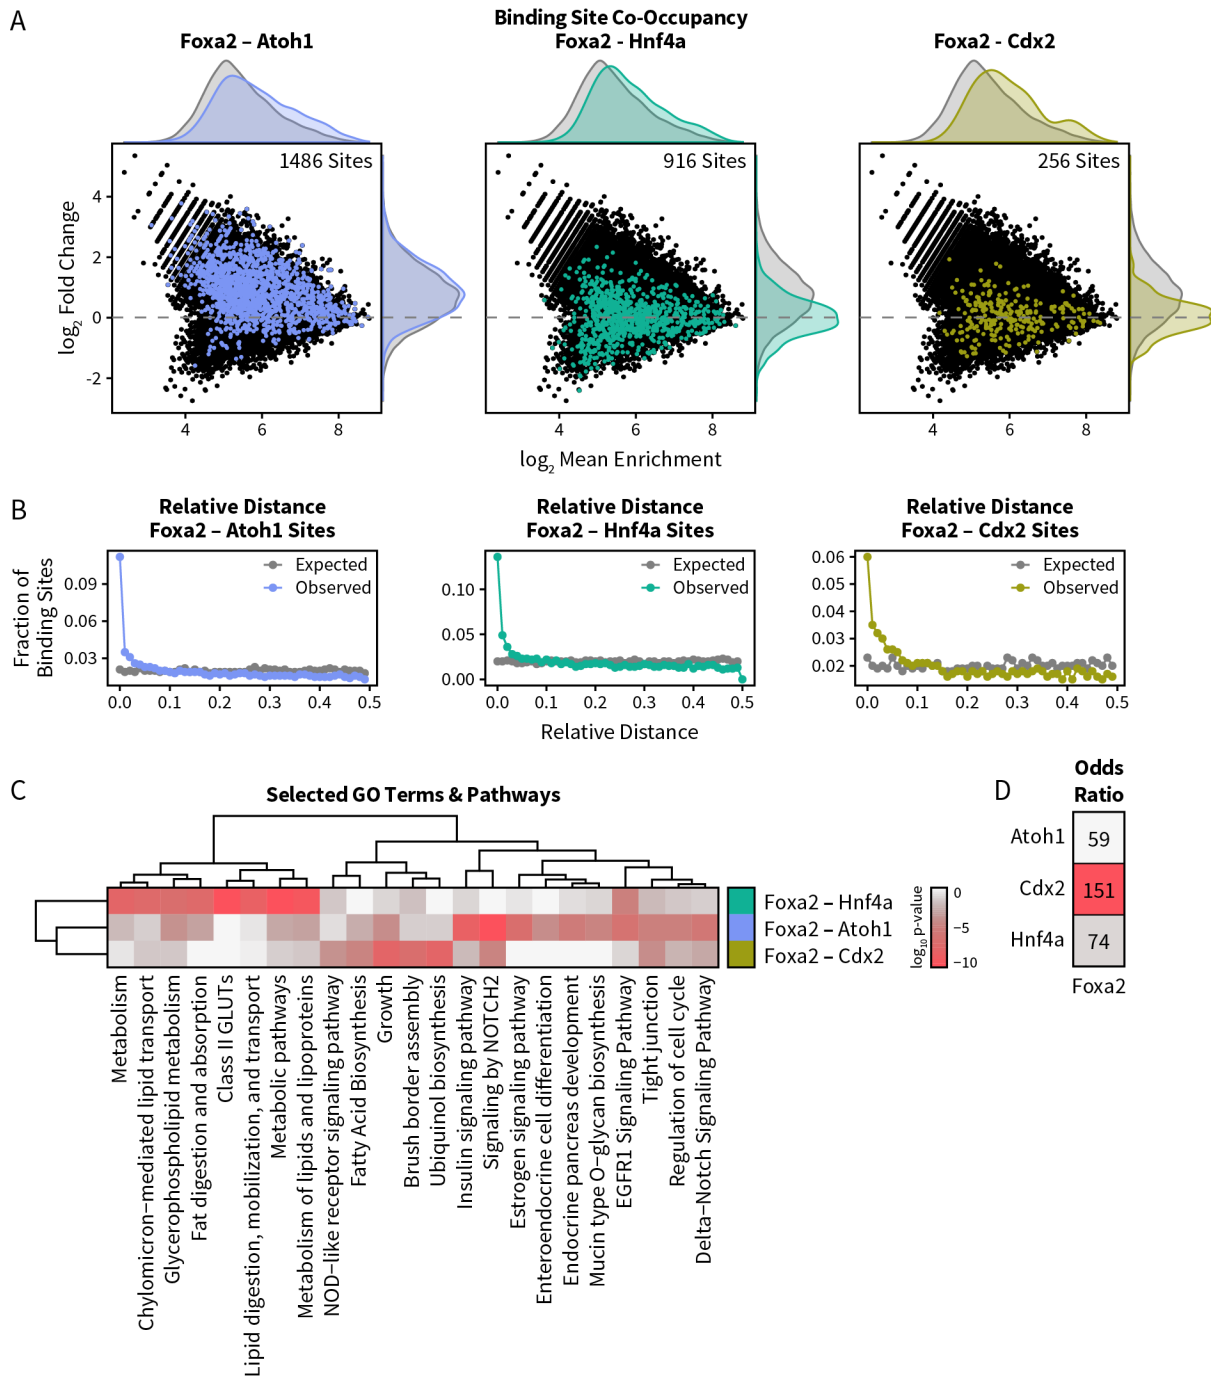 A
Binding Site Co-Occupancy
Foxa2 – Atoh1
Foxa2 - Hnf4a
Foxa2 - Cdx2
1486 Sites
916 Sites
256 Sites
log2 Fold Change
4
2
0
-2
4 6 8
4 6 8
4 6 8
log2 Mean Enrichment
B
Relative Distance
Foxa2 – Atoh1 Sites
Relative Distance
Foxa2 – Hnf4a Sites
Relative Distance
Foxa2 – Cdx2 Sites
Fraction of
Binding Sites
Expected
Observed
0.09
0.06
0.03
0.0 0.1 0.2 0.3 0.4 0.5
Expected
Observed
0.10
0.05
0.00
0.0 0.1 0.2 0.3 0.4 0.5
Expected
Observed
0.06
0.05
0.04
0.03
0.02
0.0 0.1 0.2 0.3 0.4 0.5
Relative Distance
C
Selected GO Terms & Pathways
Foxa2 – Hnf4a
Foxa2 – Atoh1
Foxa2 – Cdx2
log10 p-value
0
−5
−10
Metabolism
Chylomicron−mediated lipid transport
Glycerophospholipid metabolism
Fat digestion and absorption
Class II GLUTs
Lipid digestion, mobilization, and transport
Metabolic pathways
Metabolism of lipids and lipoproteins
NOD−like receptor signaling pathway
Fatty Acid Biosynthesis
Growth
Brush border assembly
Ubiquinol biosynthesis
Insulin signaling pathway
Signaling by NOTCH2
Estrogen signaling pathway
Enteroendocrine cell differentiation
Endocrine pancreas development
Mucin type O−glycan biosynthesis
EGFR1 Signaling Pathway
Tight junction
Regulation of cell cycle
Delta−Notch Signaling Pathway
D
Odds
Ratio
Atoh1 59
Cdx2 151
Hnf4a 74
Foxa2